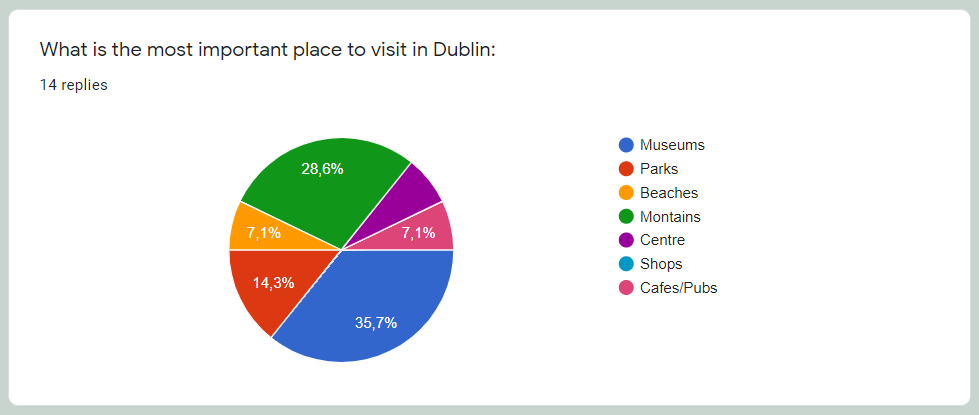 What is the most important place to visit in Dublin:
14 replies
28,6%
7,1%
7,1%
14,3%
35,7%
Museums
Parks
Beaches
Montains
Centre
Shops
Cafes/Pubs